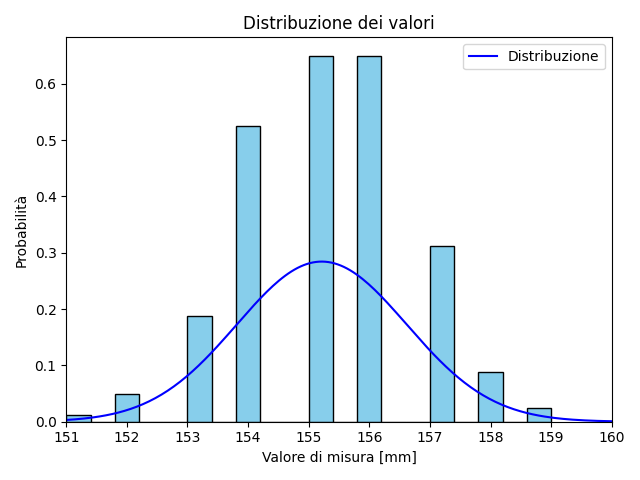 Distribuzione dei valori
Distribuzione
Probabilità
0.6
0.5
0.4
0.3
0.2
0.1
0.0
151 152 153 154 155 156 157 158 159 160
Valore di misura [mm]